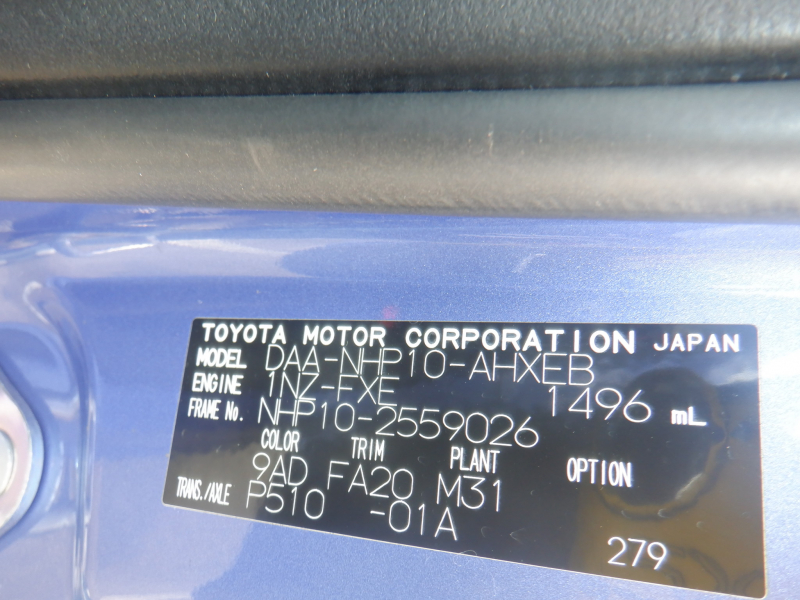 TOYOTA MOTOR CORPORATION JAPAN
MODEL DAA-NHP10-AHXEB
ENGINE 1NZ-FXE 1496 mL
FRAME No. NHP10-2559026
COLOR TRIM PLANT OPTION
9AD FA20 M31
TRANS./AXLE P510 -01A
279